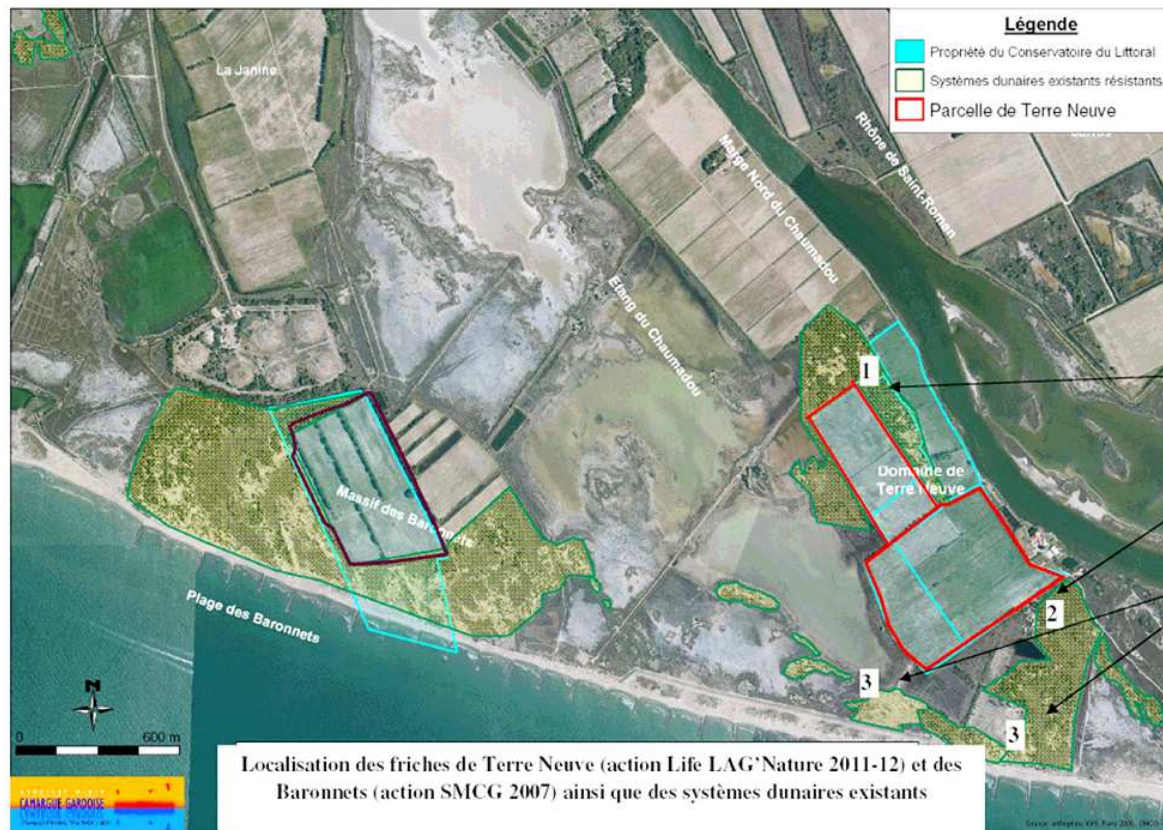 Légende
Propriété du Conservatoire du Littoral
Systèmes dunaires existants résistants
Parcelle de Terre Neuve
La Janine
Rhône de Saint-Roman
Marge Nord du Chaumadou
Etang du Chaumadou
1
Domaine de
Terre Neuve
Massif des Baronnets
Plage des Baronnets
2
3
3
N
0
600 m
CAMARGUE GARDOISE
Localisation des friches de Terre Neuve (action Life LAG'Nature 2011-12) et des
Baronnets (action SMCG 2007) ainsi que des systèmes dunaires existants